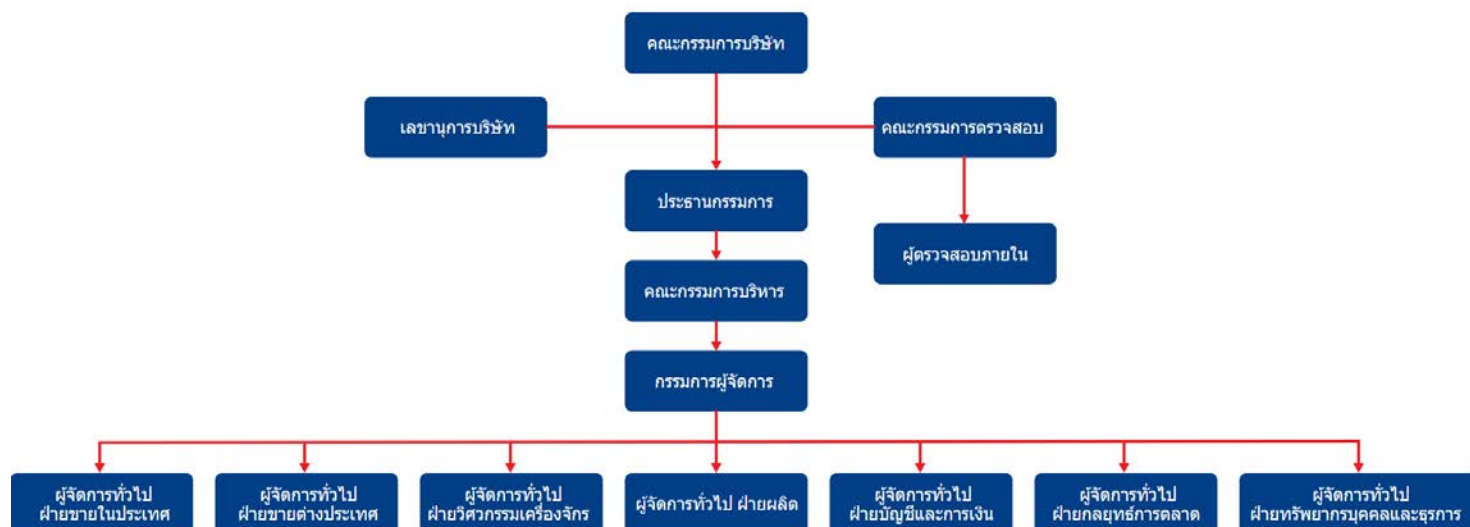 คณะกรรมการบริษัท
เลขานุการบริษัท
คณะกรรมการตรวจสอบ
ประธานกรรมการ
ผู้ตรวจสอบภายใน
คณะกรรมการบริหาร
กรรมการผู้จัดการ
ผู้จัดการทั่วไป
ฝ่ายขายในประเทศ
ผู้จัดการทั่วไป
ฝ่ายขายต่างประเทศ
ผู้จัดการทั่วไป
ฝ่ายวิศวกรรมเครื่องจักร
ผู้จัดการทั่วไป ฝ่ายผลิต
ผู้จัดการทั่วไป
ฝ่ายบัญชีและการเงิน
ผู้จัดการทั่วไป
ฝ่ายกลยุทธ์การตลาด
ผู้จัดการทั่วไป
ฝ่ายทรัพยากรบุคคลและธุรการ